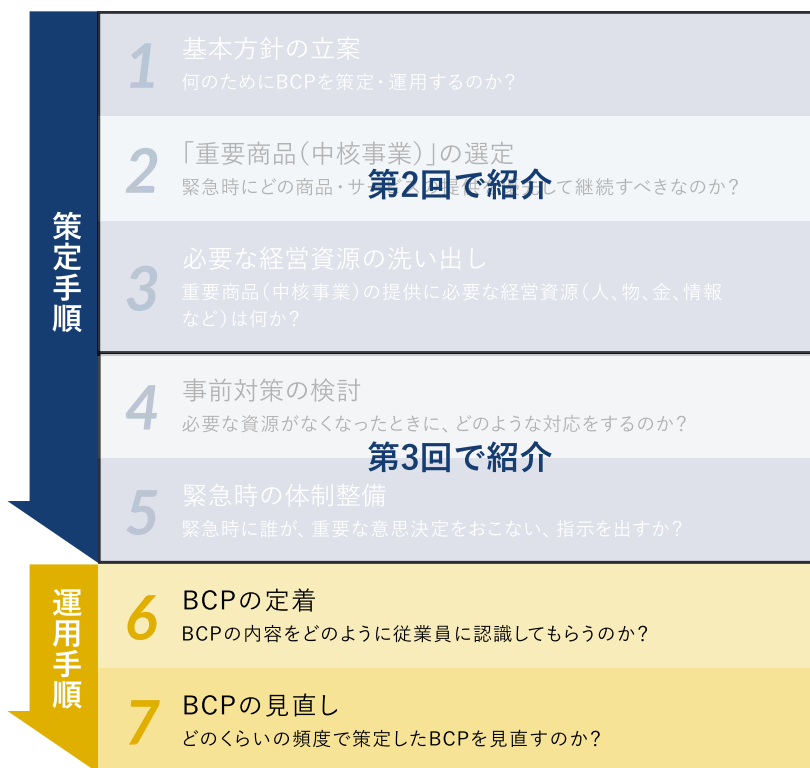 策定手順
1
基本方針の立案
何のためにBCPを策定・運用するのか？
2
「重要商品（中核事業）」の選定
緊急時にどの商品・サービスの提供を優先して継続すべきなのか？
第2回で紹介
3
必要な経営資源の洗い出し
重要商品（中核事業）の提供に必要な経営資源（人、物、金、情報
など）は何か？
4
事前対策の検討
必要な資源がなくなったときに、どのような対応をするのか？
第3回で紹介
5
緊急時の体制整備
緊急時に誰が、重要な意思決定をおこない、指示を出すか？
運用手順
6
BCPの定着
BCPの内容をどのように従業員に認識してもらうのか？
7
BCPの見直し
どのくらいの頻度で策定したBCPを見直すのか？